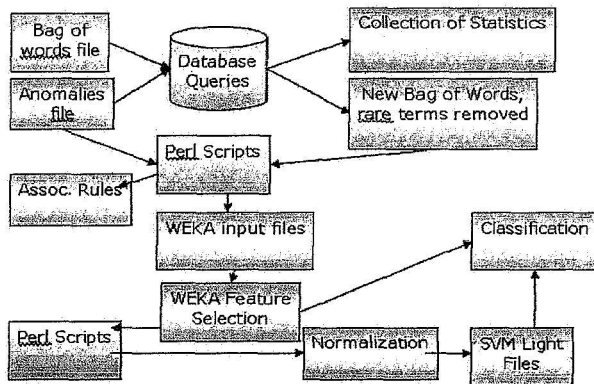 Bag of
words file
Database
Queries
Collection of Statistics
Anomalies
file
New Bag of Words,
rare terms removed
Perl Scripts
Assoc. Rules
WEKA input files
Classification
WEKA Feature
Selection
Perl Scripts
Normalization
SVM Light
Files